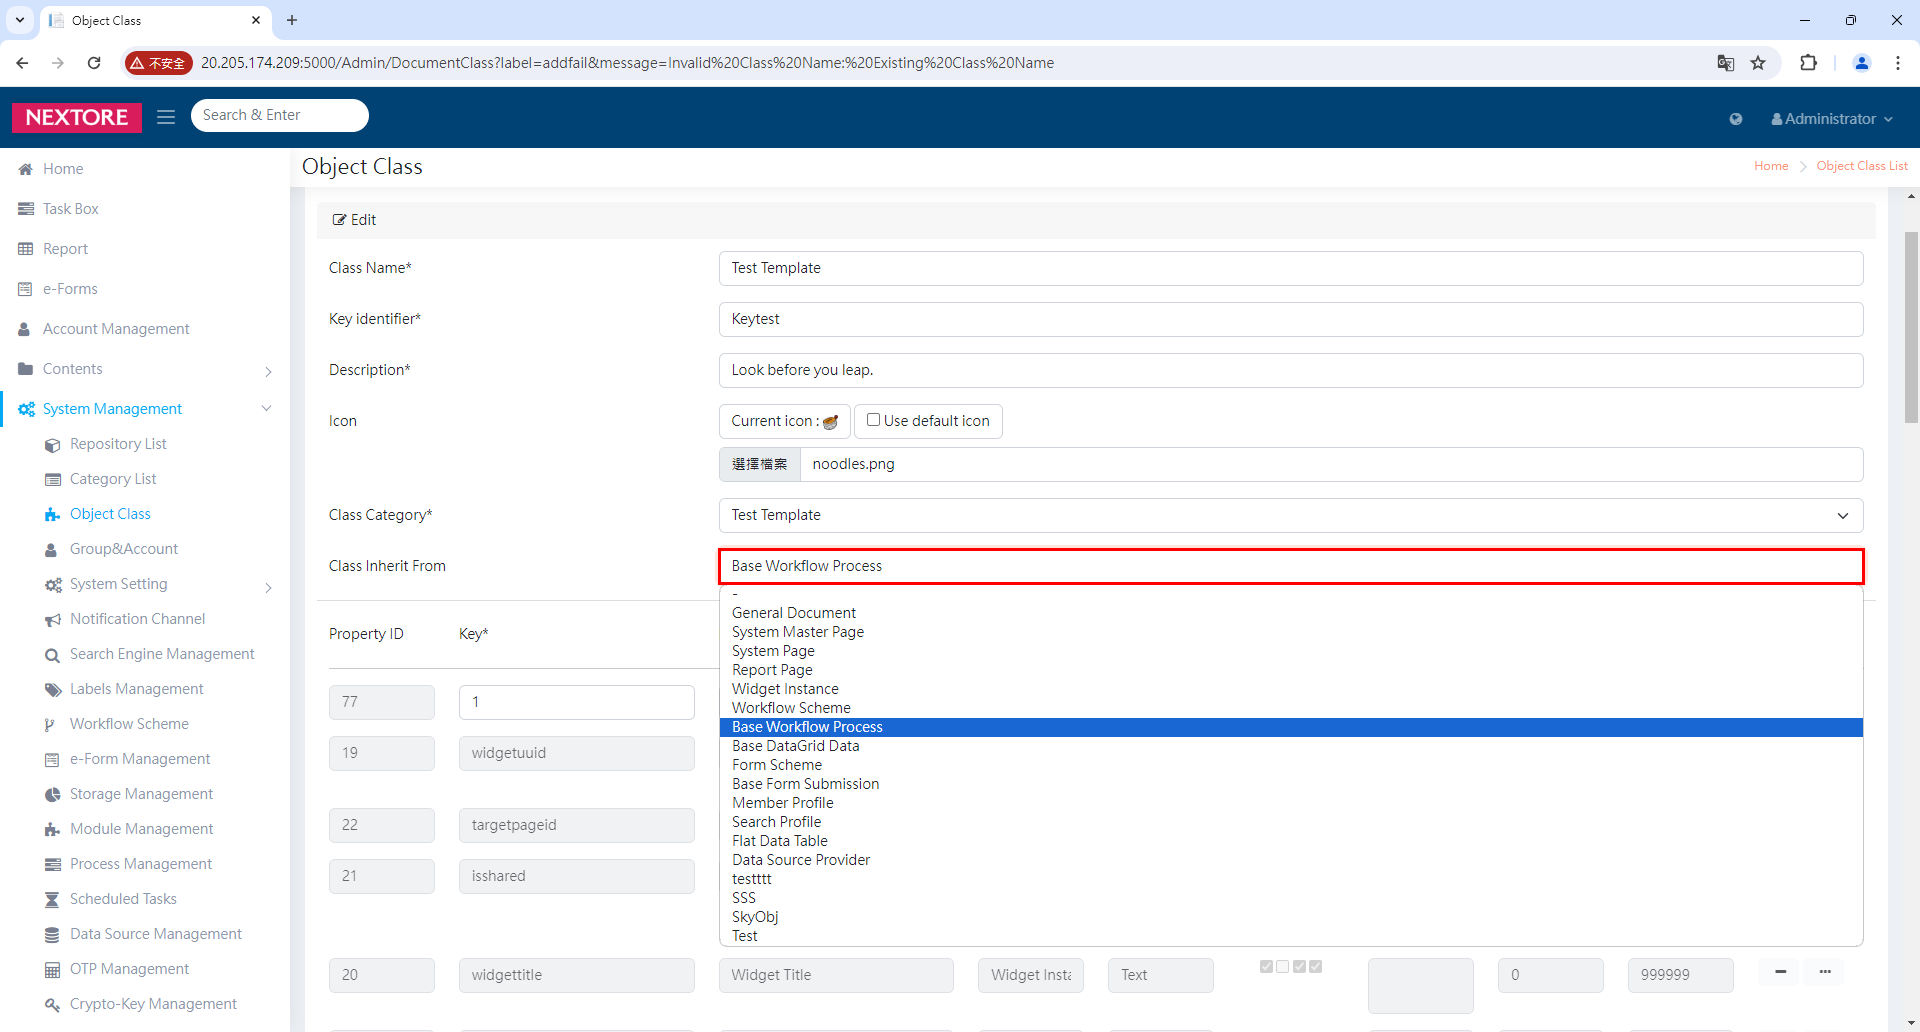 Object Class
不安全
20.205.174.209:5000/Admin/DocumentClass?label=addfail&message=Invalid%20Class%20Name:%20Existing%20Class%20Name
NEXTORE
Search & Enter
Administrator
Home
Task Box
Report
e-Forms
Account Management
Contents
System Management
Repository List
Category List
Object Class
Group&Account
System Setting
Notification Channel
Search Engine Management
Labels Management
Workflow Scheme
e-Form Management
Storage Management
Module Management
Process Management
Scheduled Tasks
Data Source Management
OTP Management
Crypto-Key Management
Object Class
Home
Object Class List
Edit
Class Name*
Test Template
Key identifier*
Keytest
Description*
Look before you leap.
Icon
Current icon :
Use default icon
選擇檔案
noodles.png
Class Category*
Test Template
Class Inherit From
Base Workflow Process
-
General Document
System Master Page
System Page
Report Page
Widget Instance
Workflow Scheme
Base Workflow Process
Base DataGrid Data
Form Scheme
Base Form Submission
Member Profile
Search Profile
Flat Data Table
Data Source Provider
testttt
SSS
SkyObj
Test
Property ID
Key*
77
1
19
widgetuuid
22
targetpageid
21
isshared
20
widgettitle
Widget Title
Widget Insta
Text
0
999999